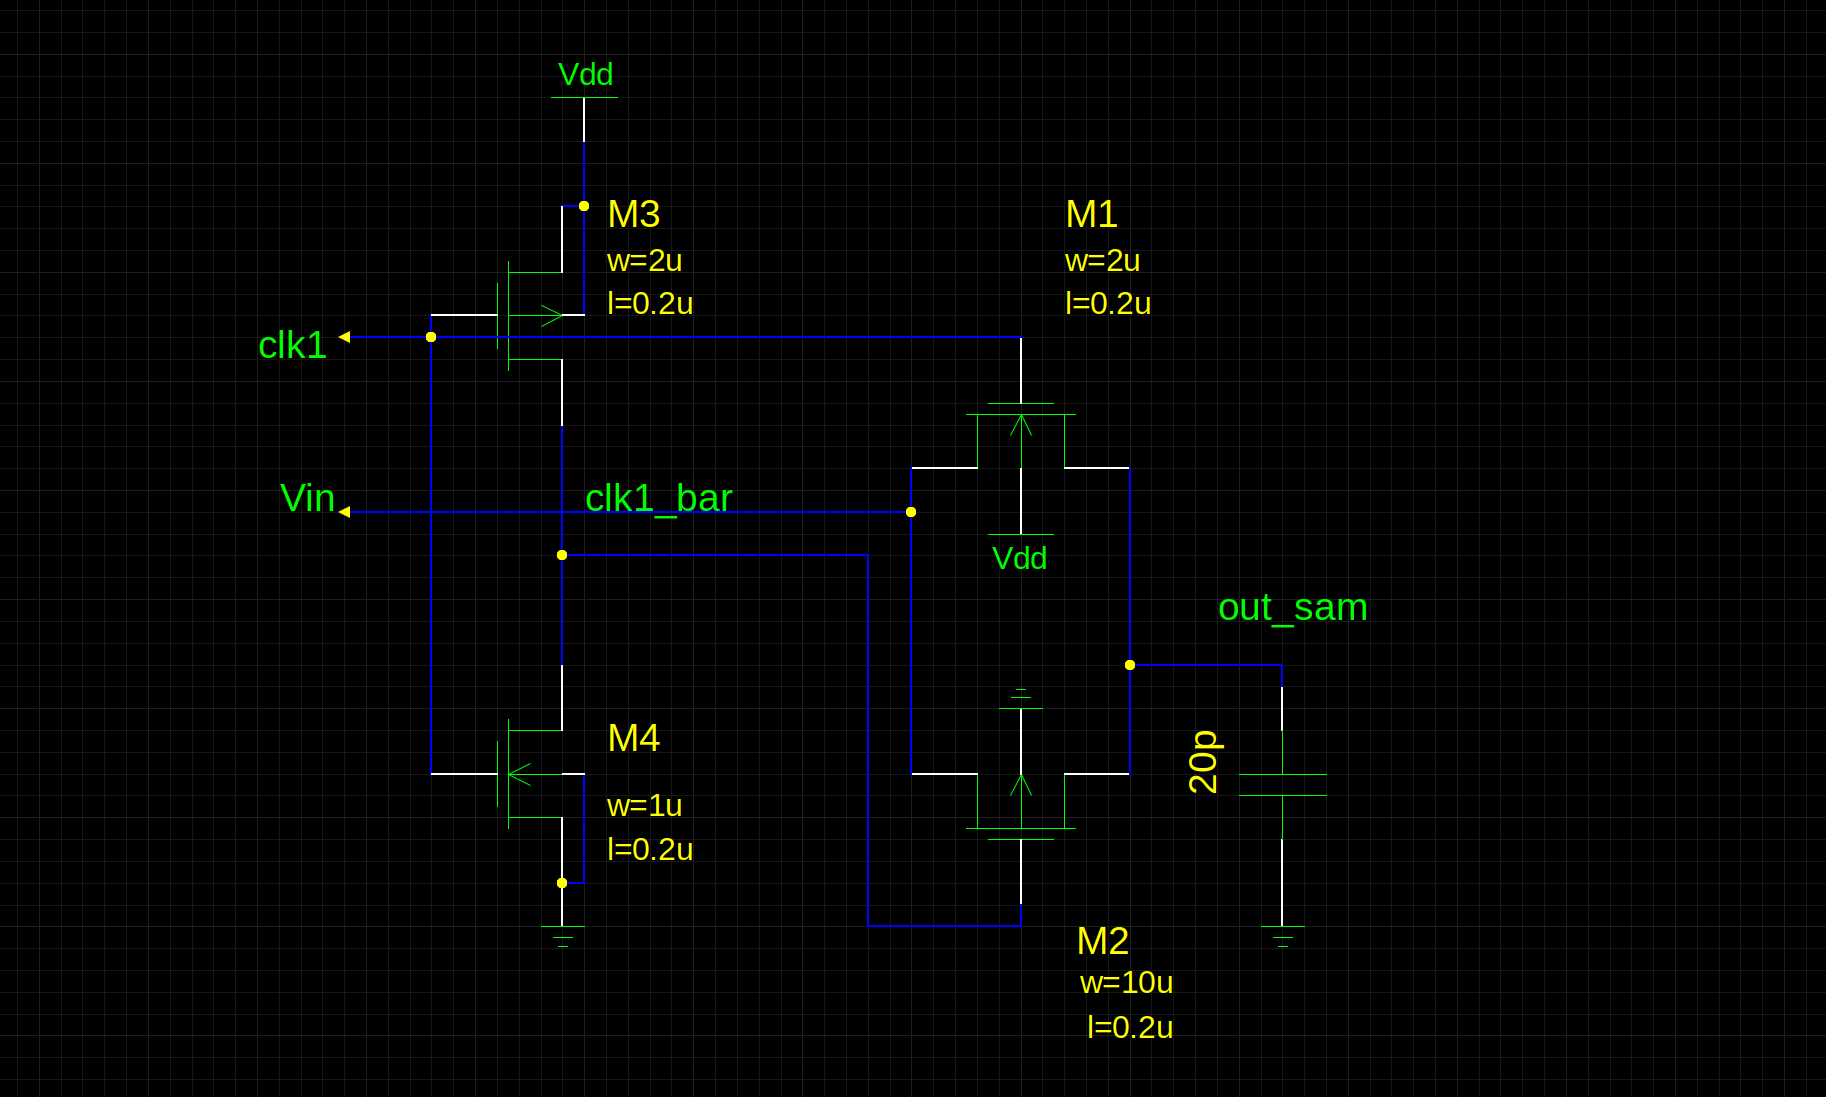 Vdd
M3
w=2u
l=0.2u
M1
w=2u
l=0.2u
clk1
Vin
clk1_bar
Vdd
out_sam
M4
w=1u
l=0.2u
20p
M2
w=10u
l=0.2u